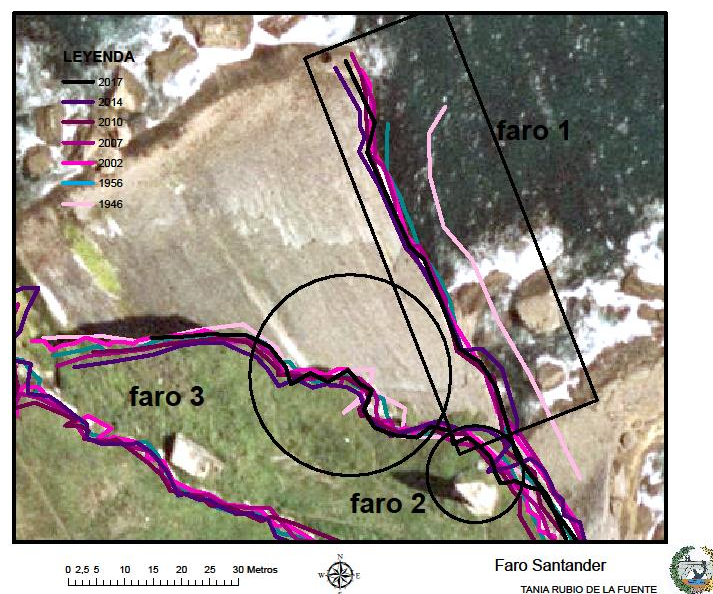 LEYENDA
2017
2014
2010
2007
2002
1956
1946
faro 1
faro 3
faro 2
0 2,5 5 10 15 20 25 30 Metros
N
W E
F
Faro Santander
TANIA RUBIO DE LA FUENTE